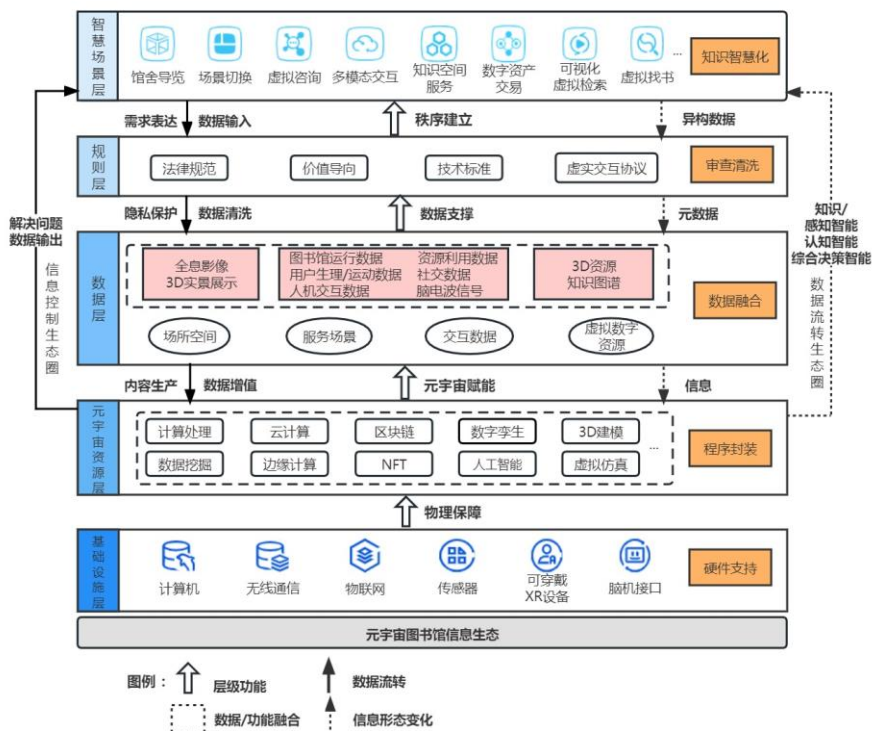 智慧场景层
馆舍导览
场景切换
虚拟咨询
多模态交互
知识空间
服务
数字资产
交易
可视化
虚拟检索
虚拟找书
...
知识智慧化
需求表达
数据输入
秩序建立
异构数据
规则层
法律规范
价值导向
技术标准
虚实交互协议
审查清洗
隐私保护
数据清洗
数据支撑
元数据
解决问题
数据输出
信息控制生态圈
知识/
感知智能
认知智能
综合决策智能
数据流转生态圈
数据层
全息影像
3D实景展示
图书馆运行数据 资源利用数据
用户生理/运动数据 社交数据
人机交互数据 脑电波信号
3D资源
知识图谱
场所空间
服务场景
交互数据
虚拟数字
资源
数据融合
内容生产
数据增值
元宇宙赋能
信息
元宇宙资源层
计算处理
云计算
区块链
数字孪生
3D建模
数据挖掘
边缘计算
NFT
人工智能
虚拟仿真
...
程序封装
物理保障
基础设施层
计算机
无线通信
物联网
传感器
可穿戴
XR设备
脑机接口
硬件支持
元宇宙图书馆信息生态
图例：
层级功能
数据流转
数据/功能融合
信息形态变化